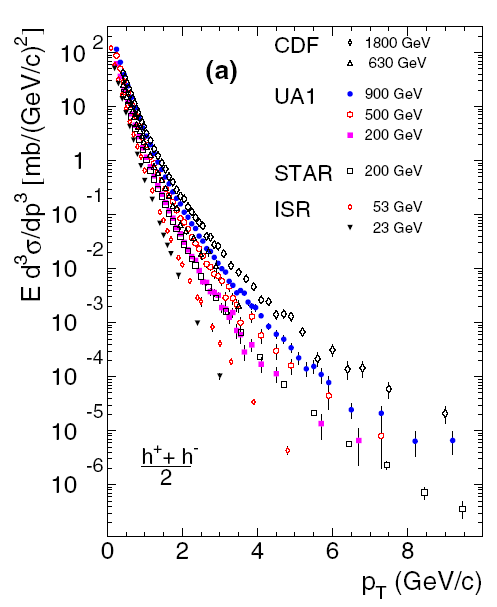 E d³σ/dp³ [mb/(GeV/c)²]
10²
10
1
10⁻¹
10⁻²
10⁻³
10⁻⁴
10⁻⁵
10⁻⁶
(a)
CDF 1800 GeV
630 GeV
UA1 900 GeV
500 GeV
200 GeV
STAR 200 GeV
ISR 53 GeV
23 GeV
h⁺ + h⁻
2
0 2 4 6 8
p_T (GeV/c)